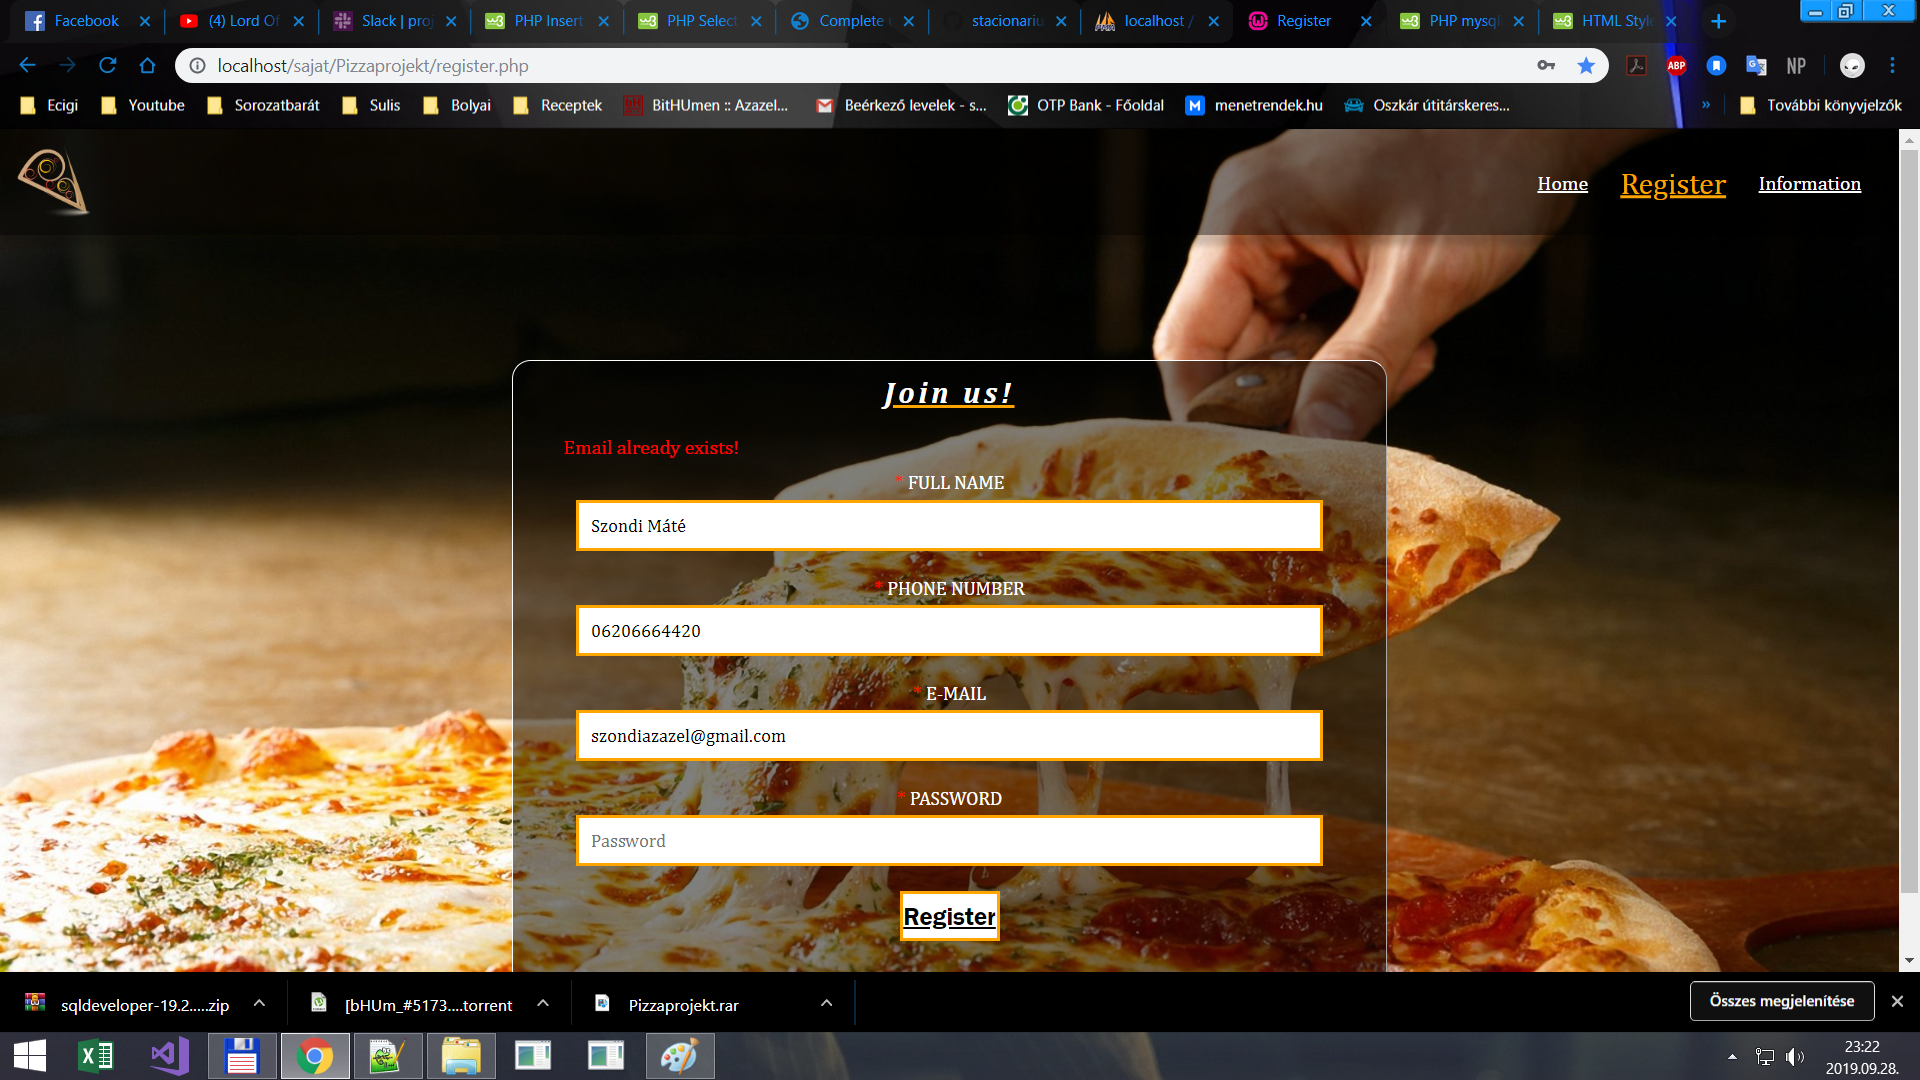 Facebook
(4) Lord Of
Slack | proj
PHP Insert
PHP Select
Complete
stacionariu
localhost /
Register
PHP mysql
HTML Style
localhost/sajat/Pizzaprojekt/register.php
ABP
NP
Ecigi
Youtube
Sorozatbarát
Sulis
Bolyai
Receptek
BitHUmen :: Azazel...
Beérkező levelek - s...
OTP Bank - Főoldal
menetrendek.hu
Oszkár útitárskeres...
»
További könyvjelzők
Home
Register
Information
Join us!
Email already exists!
* FULL NAME
Szondi Máté
* PHONE NUMBER
06206664420
* E-MAIL
szondiazazel@gmail.com
* PASSWORD
Password
Register
sqldeveloper-19.2.....zip
[bHUm_#5173....torrent
Pizzaprojekt.rar
Összes megjelenítése
23:22
2019.09.28.